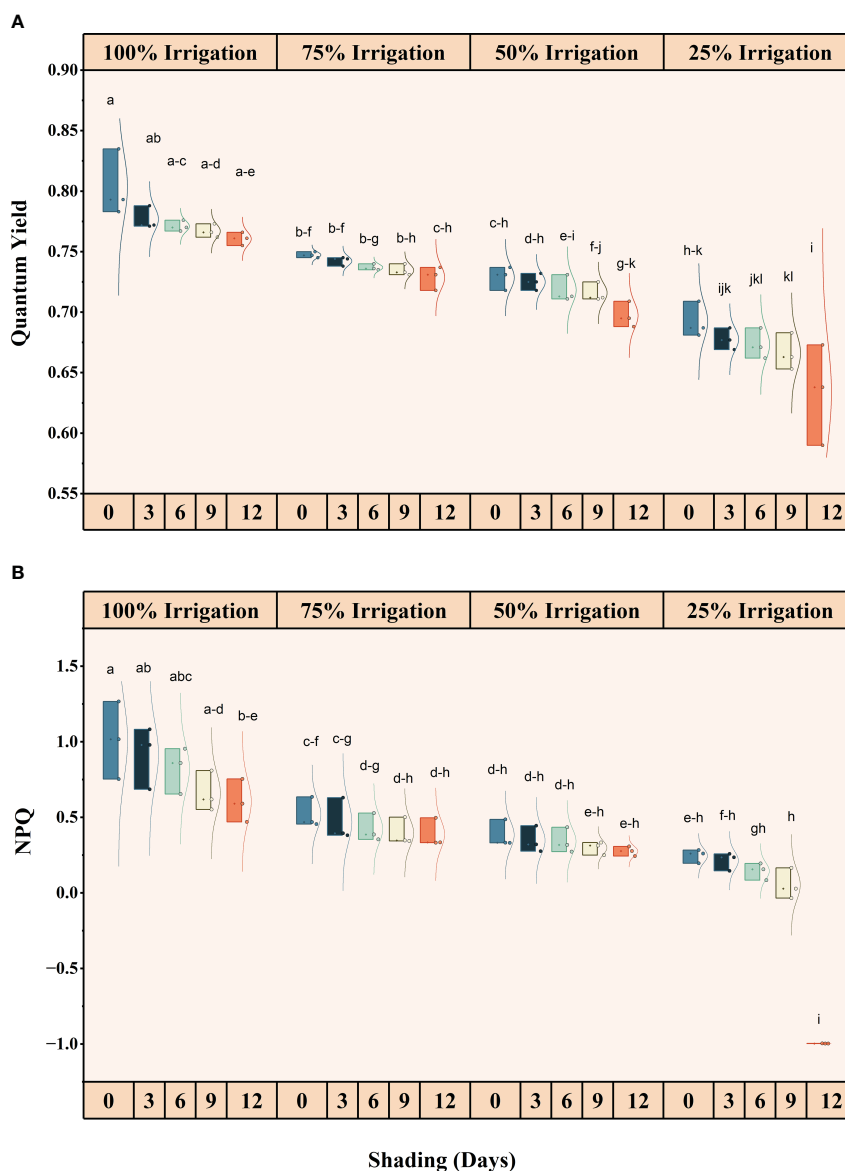 A
100% Irrigation 75% Irrigation 50% Irrigation 25% Irrigation
0.90
0.85
0.80
0.75
0.70
0.65
0.60
0.55
Quantum Yield
a ab a-c a-d a-e b-f b-f b-g b-h c-h c-h d-h e-i f-j g-k h-k ijk jkl kl i
0 3 6 9 12 0 3 6 9 12 0 3 6 9 12 0 3 6 9 12
B
100% Irrigation 75% Irrigation 50% Irrigation 25% Irrigation
1.5
1.0
0.5
0.0
−0.5
−1.0
NPQ
a ab abc a-d b-e c-f c-g d-g d-h d-h d-h d-h d-h e-h e-h e-h f-h gh h i
0 3 6 9 12 0 3 6 9 12 0 3 6 9 12 0 3 6 9 12
Shading (Days)